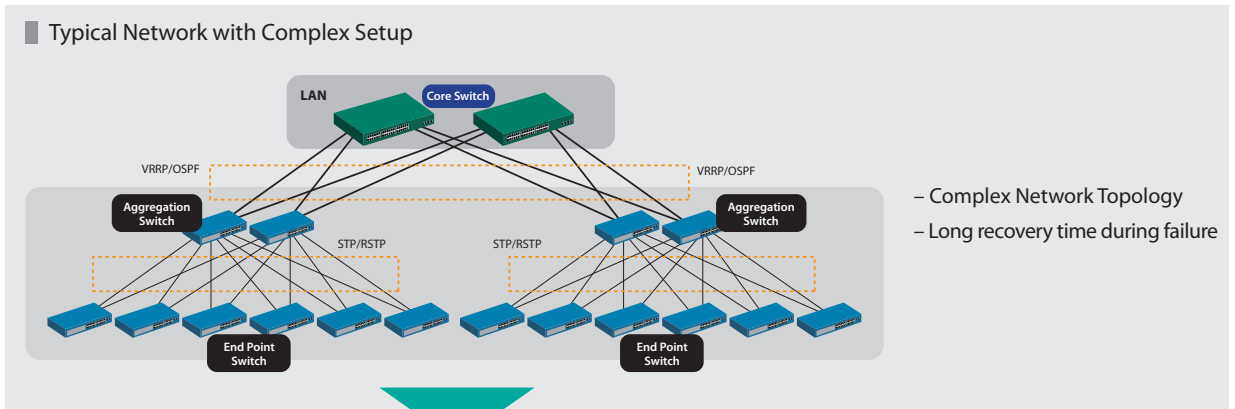 Typical Network with Complex Setup
LAN
Core Switch
VRRP/OSPF
VRRP/OSPF
Aggregation
Switch
Aggregation
Switch
– Complex Network Topology
– Long recovery time during failure
STP/RSTP
STP/RSTP
End Point
Switch
End Point
Switch